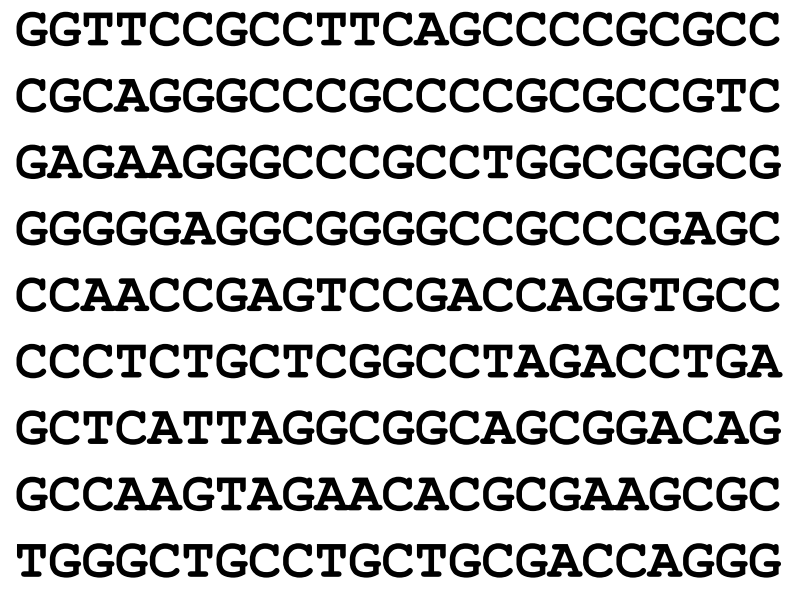 GGTTCCGCCTTCAGCCCCGCGCC
CGCAGGGCCCGCCCCGCGCCGTC
GAGAAGGGCCCGCCTGGCGGGCG
GGGGGAGGCGGGGCCGCCCGAGC
CCAACCGAGTCCGACCAGGTGCC
CCCTCTGCTCGGCCTAGACCTGA
GCTCATTAGGCGGCAGCGGACAG
GCCAAGTAGAACACGCGAAGCGC
TGGGCTGCCTGCTGCGACCAGGG